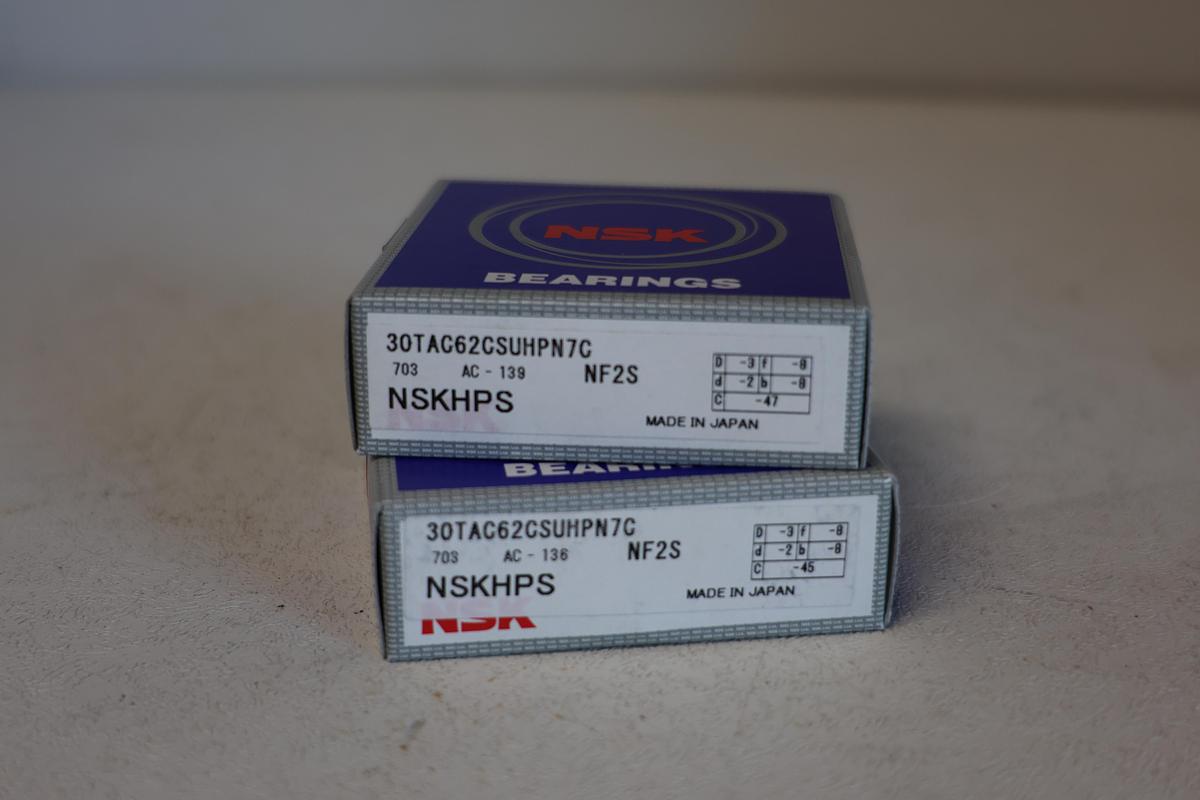 NSK
BEARINGS
30TAC62CSUHPN7C
703 AC - 139 NF2S
NSKHPS
D -3 f -8
d -2 b -8
C -47
MADE IN JAPAN
BEARIN
30TAC62CSUHPN7C
703 AC - 136 NF2S
NSKHPS
NSK
D -3 f -8
d -2 b -8
C -45
MADE IN JAPAN